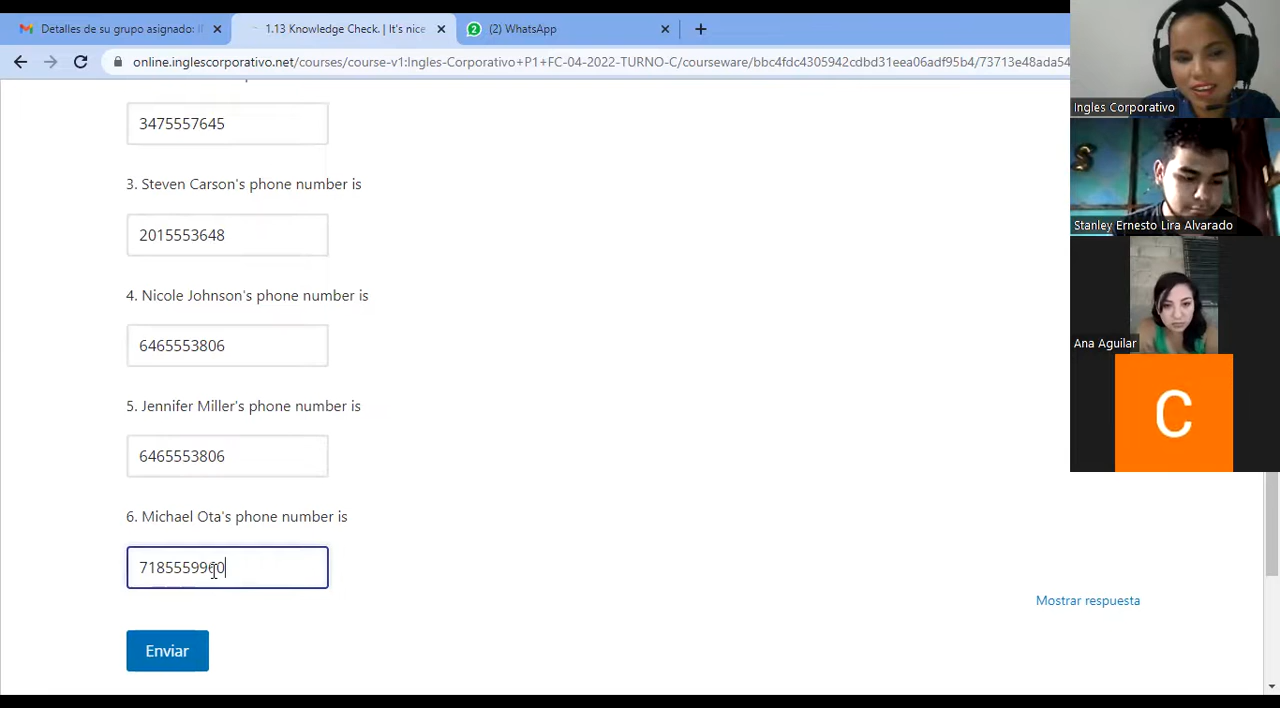 Detalles de su grupo asignado: I
1.13 Knowledge Check. | It's nice
2
(2) WhatsApp
online.inglescorporativo.net/courses/course-v1:Ingles-Corporativo+P1+FC-04-2022-TURNO-C/courseware/bbc4fdc4305942cdbd31eea06adf95b4/73713e48ada54
3475557645
3. Steven Carson's phone number is
2015553648
4. Nicole Johnson's phone number is
6465553806
5. Jennifer Miller's phone number is
6465553806
6. Michael Ota's phone number is
7185559960
Mostrar respuesta
Enviar
Ingles Corporativo
S
Stanley Ernesto Lira Alvarado
Ana Aguilar
C